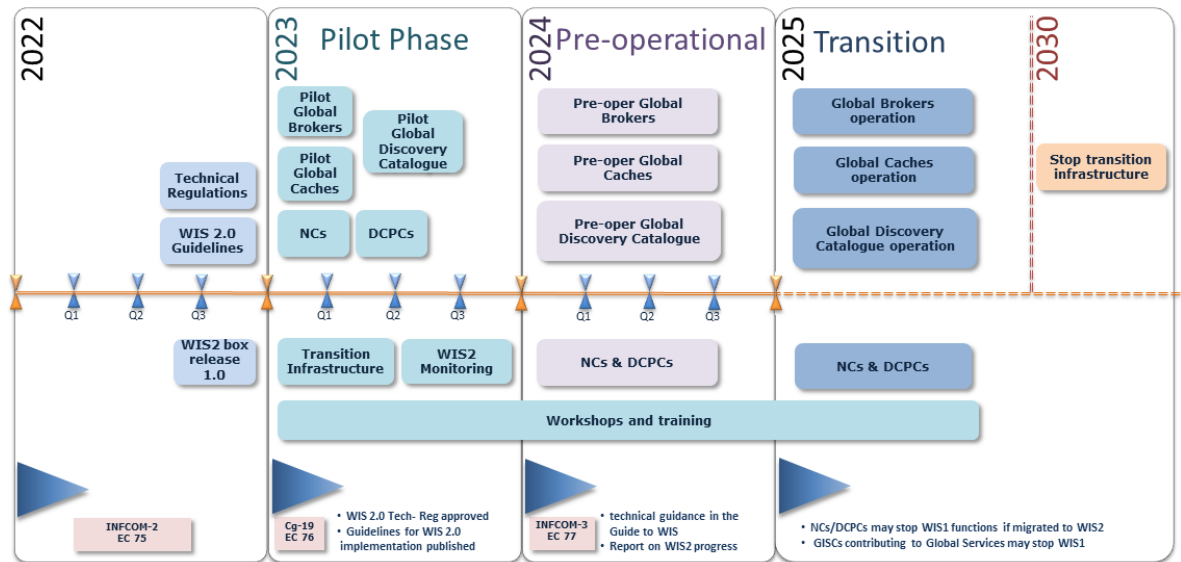 2022
2023
Pilot Phase
2024
Pre-operational
2025
Transition
2030
Technical
Regulations
WIS 2.0
Guidelines
Pilot
Global
Brokers
Pilot
Global
Discovery
Catalogue
Pilot
Global
Caches
NCs
DCPCs
Pre-oper Global
Brokers
Pre-oper Global
Caches
Pre-oper Global
Discovery Catalogue
Global Brokers
operation
Global Caches
operation
Global Discovery
Catalogue operation
Stop transition
infrastructure
Q1
Q2
Q3
Q1
Q2
Q3
Q1
Q2
Q3
WIS2 box
release
1.0
Transition
Infrastructure
WIS2
Monitoring
NCs & DCPCs
NCs & DCPCs
Workshops and training
INFCOM-2
EC 75
Cg-19
EC 76
• WIS 2.0 Tech- Reg approved
• Guidelines for WIS 2.0
implementation published
INFCOM-3
EC 77
• technical guidance in the
Guide to WIS
• Report on WIS2 progress
• NCs/DCPCs may stop WIS1 functions if migrated to WIS2
• GISCs contributing to Global Services may stop WIS1